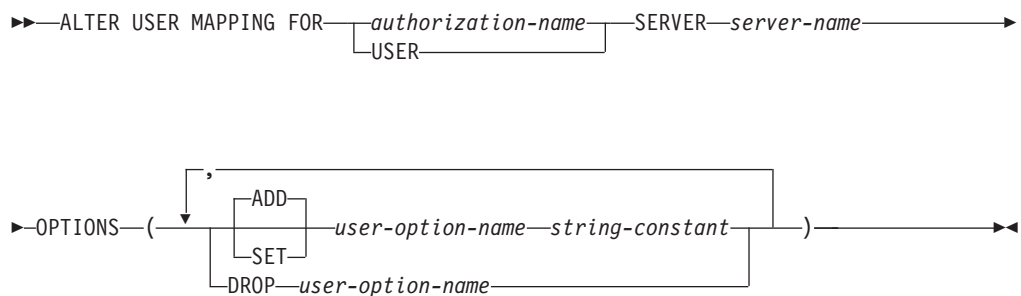 ALTER USER MAPPING FOR authorization-name SERVER server-name
USER
,
ADD
OPTIONS ( user-option-name string-constant )
SET
DROP user-option-name